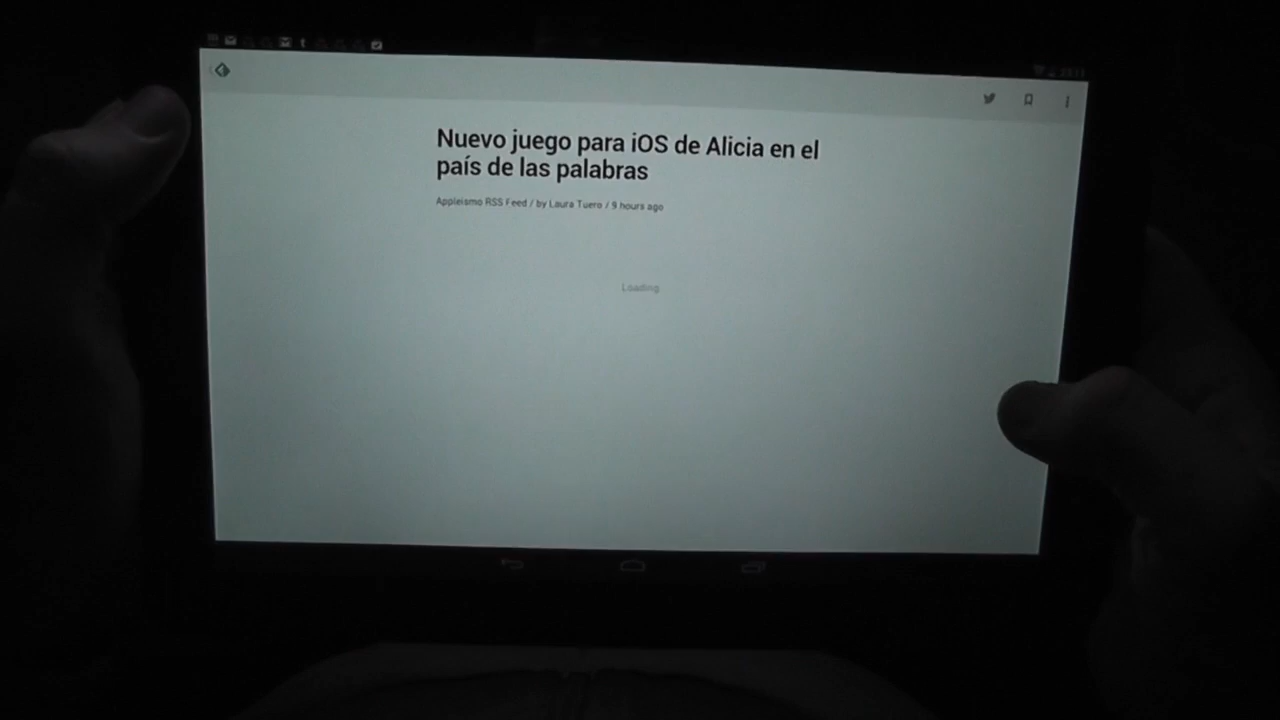 Nuevo juego para iOS de Alicia en el
país de las palabras
Appleismo RSS Feed / by Laura Tuero / 9 hours ago
Loading